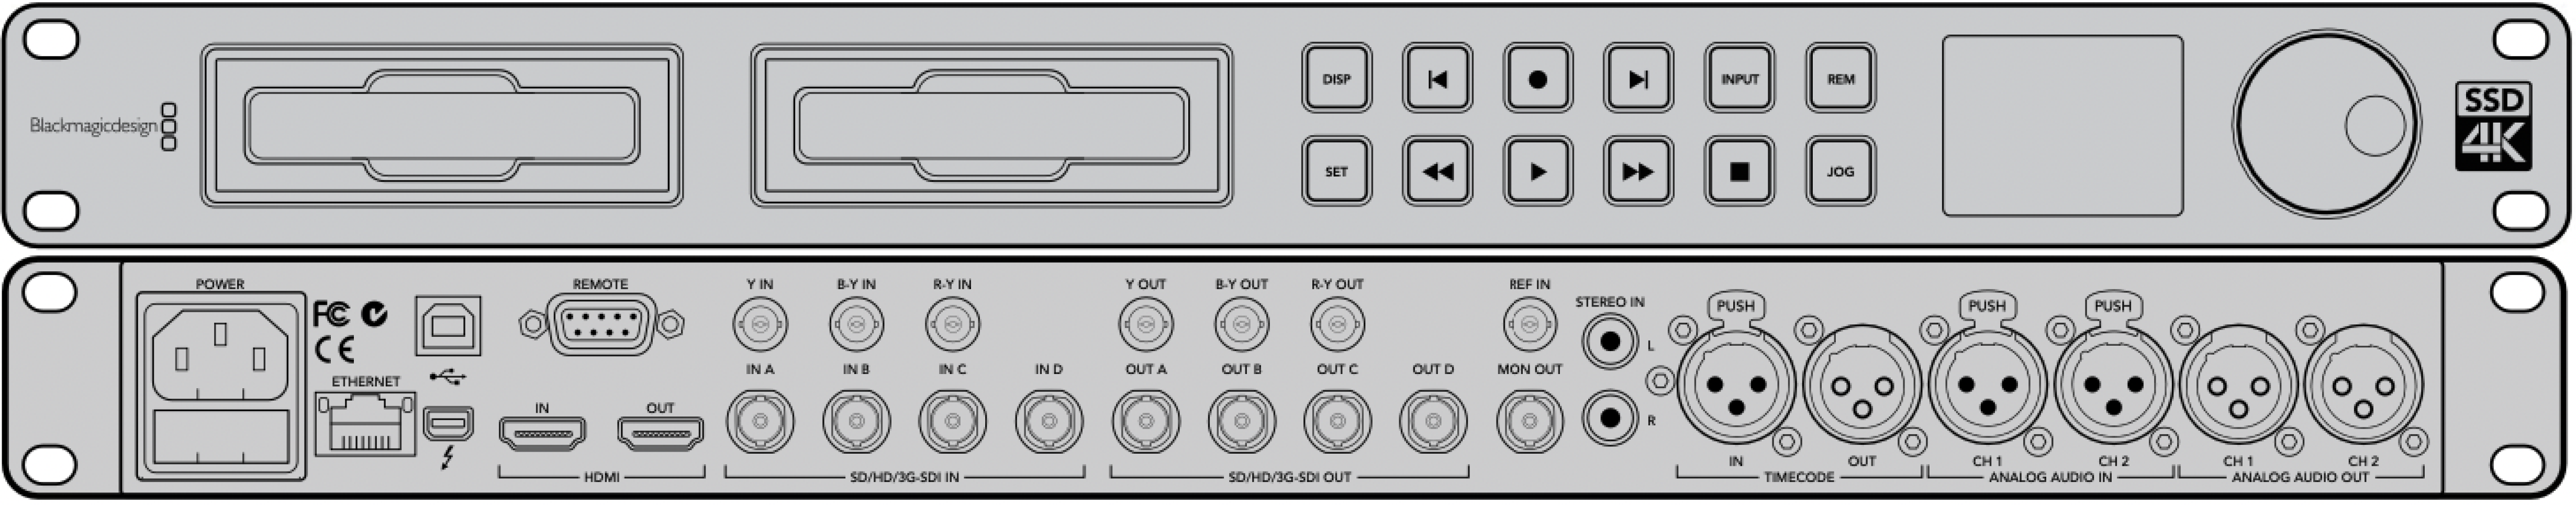 DISP
INPUT
REM
Blackmagicdesign
SSD
4K
SET
JOG
POWER
REMOTE
Y IN
B-Y IN
R-Y IN
Y OUT
B-Y OUT
R-Y OUT
REF IN
STEREO IN
PUSH
PUSH
PUSH
FC
CE
L
IN A
IN B
IN C
IN D
OUT A
OUT B
OUT C
OUT D
MON OUT
ETHERNET
IN
OUT
R
IN
OUT
CH 1
CH 2
CH 1
CH 2
HDMI
SD/HD/3G-SDI IN
SD/HD/3G-SDI OUT
TIMECODE
ANALOG AUDIO IN
ANALOG AUDIO OUT